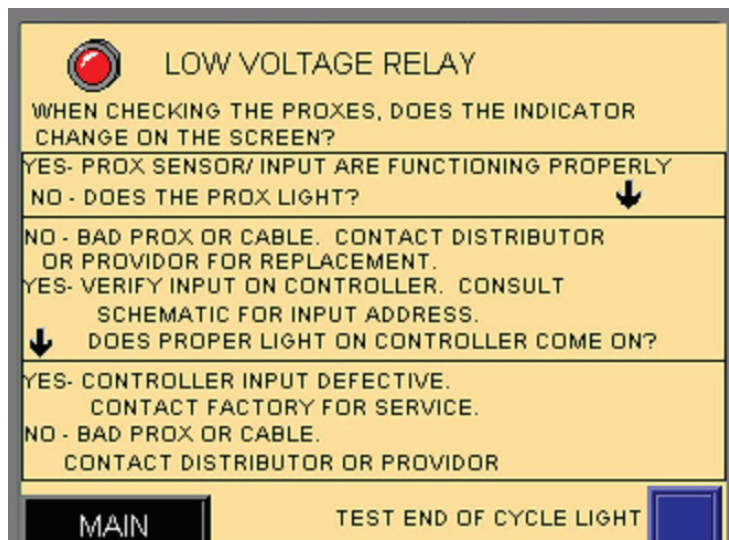 LOW VOLTAGE RELAY
WHEN CHECKING THE PROXES, DOES THE INDICATOR
CHANGE ON THE SCREEN?
YES- PROX SENSOR/ INPUT ARE FUNCTIONING PROPERLY
NO - DOES THE PROX LIGHT?
NO - BAD PROX OR CABLE. CONTACT DISTRIBUTOR
OR PROVIDOR FOR REPLACEMENT.
YES- VERIFY INPUT ON CONTROLLER. CONSULT
SCHEMATIC FOR INPUT ADDRESS.
DOES PROPER LIGHT ON CONTROLLER COME ON?
YES- CONTROLLER INPUT DEFECTIVE.
CONTACT FACTORY FOR SERVICE.
NO - BAD PROX OR CABLE.
CONTACT DISTRIBUTOR OR PROVIDOR
MAIN
TEST END OF CYCLE LIGHT